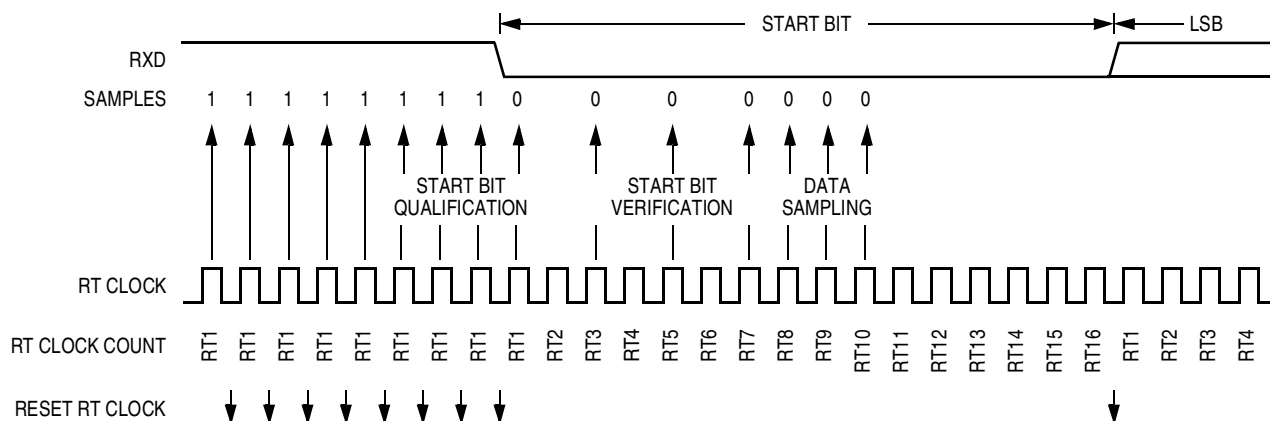 START BIT LSB
RXD
SAMPLES 1 1 1 1 1 1 1 1 0 0 0 0 0 0 0
START BIT QUALIFICATION
START BIT VERIFICATION
DATA SAMPLING
RT CLOCK
RT CLOCK COUNT RT1 RT1 RT1 RT1 RT1 RT1 RT1 RT1 RT1 RT2 RT3 RT4 RT5 RT6 RT7 RT8 RT9 RT10 RT11 RT12 RT13 RT14 RT15 RT16 RT1 RT2 RT3 RT4
RESET RT CLOCK